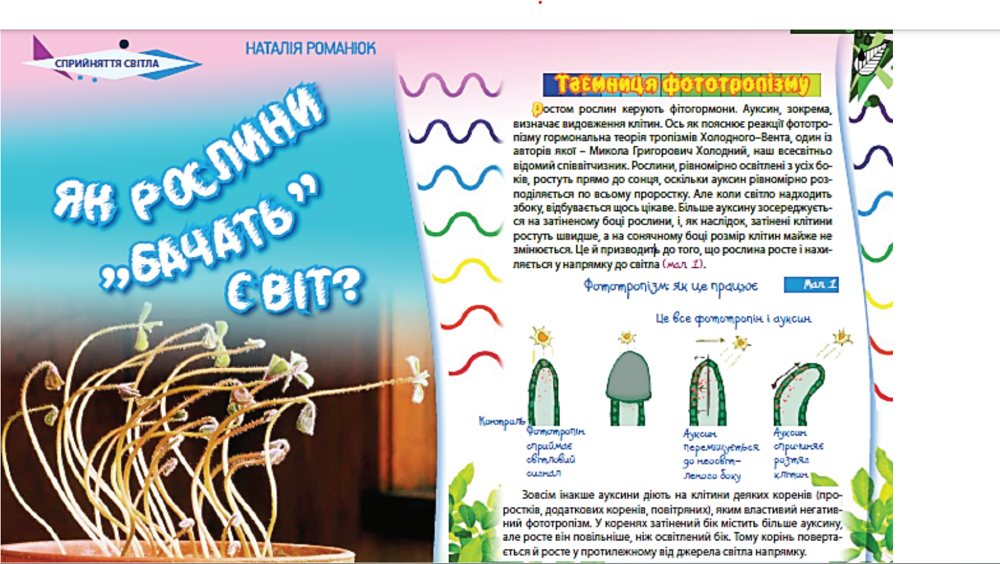 СПРИЙНЯТТЯ СВІТЛА
НАТАЛІЯ РОМАНЮК
ЯК РОСЛИНИ
„БАЧАТЬ”
СВІТ?
Таємниця фототропізму
Ростом рослин керують фітогормони. Ауксин, зокрема,
визначає видовження клітин. Ось як пояснює реакції фототро-
пізму гормональна теорія тропізмів Холодного–Вента, один із
авторів якої – Микола Григорович Холодний, наш всесвітньо
відомий співвітчизник. Рослини, рівномірно освітлені з усіх бо-
ків, ростуть прямо до сонця, оскільки ауксин рівномірно роз-
поділяється по всьому проростку. Але коли світло надходить
збоку, відбувається щось цікаве. Більше ауксину зосереджуєть-
ся на затіненому боці рослини, і, як наслідок, затінені клітини
ростуть швидше, а на сонячному боці розмір клітин майже не
змінюється. Це й призводить до того, що рослина росте і нахи-
ляється у напрямку до світла (мал. 1).
Фототропізм: як це працює
Мал. 1
Це все фототропін і ауксин
Контроль
Фототропін
сприймає
світловий
сигнал
Ауксин
переміщується
до неосвіт-
леного боку
Ауксин
спричиняє
розтяг
клітин
Зовсім інакше ауксини діють на клітини деяких коренів (про-
ростків, додаткових коренів, повітряних), яким властивий негатив-
ний фототропізм. У коренях затінений бік містить більше ауксину,
але росте він повільніше, ніж освітлений бік. Тому корінь поверта-
ється й росте у протилежному від джерела світла напрямку.